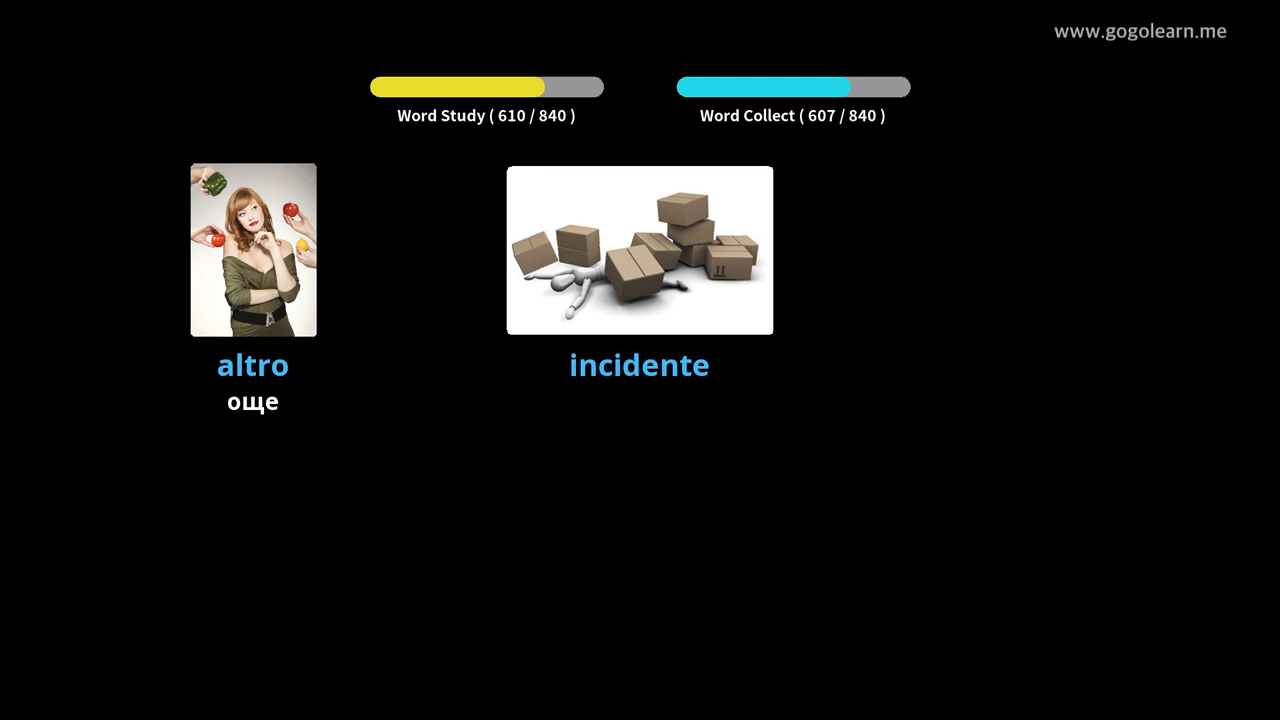 www.gogolearn.me
Word Study ( 610 / 840 )
Word Collect ( 607 / 840 )
altro
още
incidente